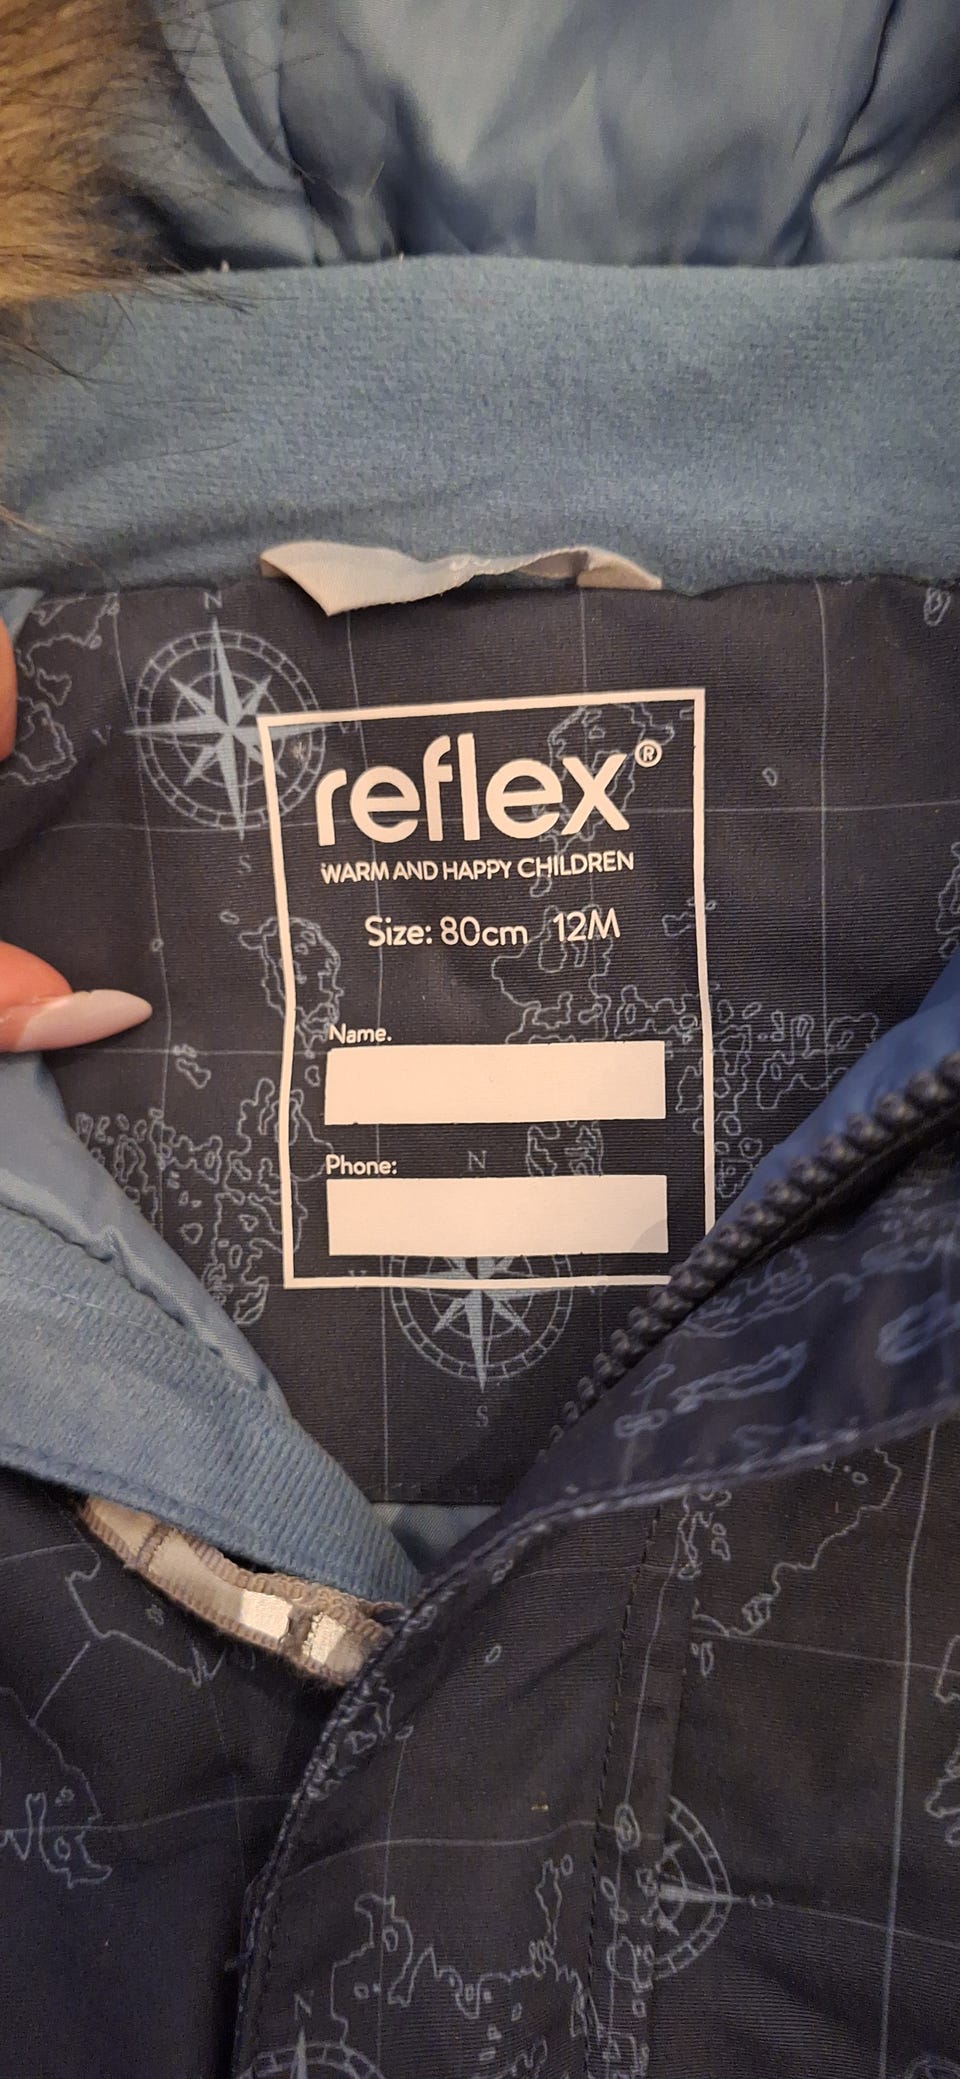 N
S
reflex®
WARM AND HAPPY CHILDREN
Size: 80cm 12M
Name.
Phone:
N
S
N